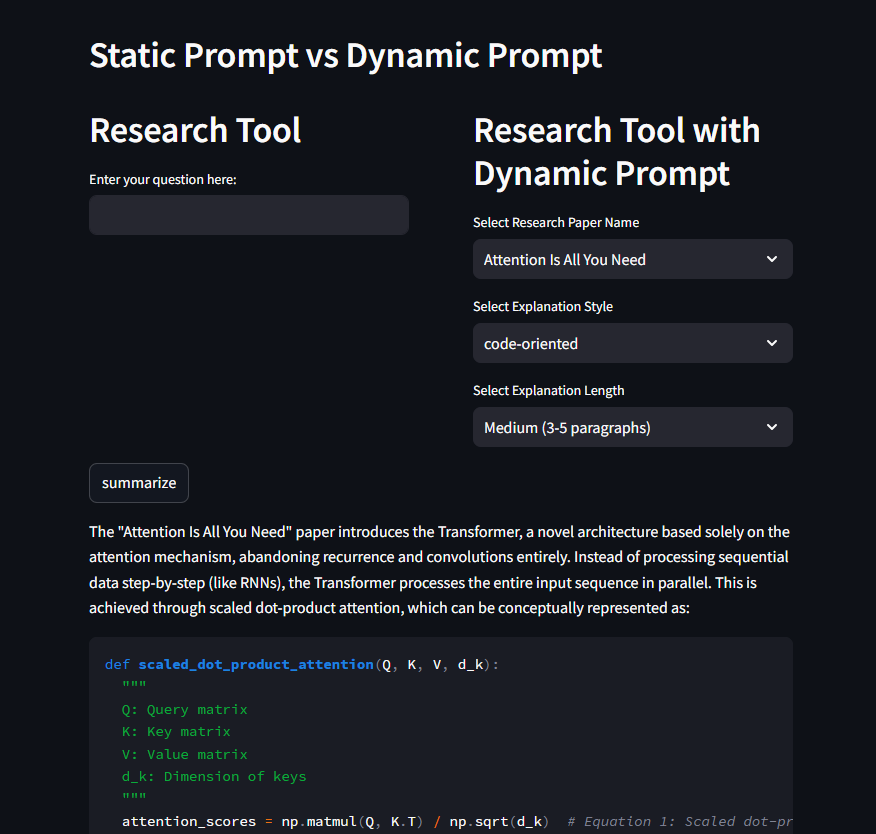 Static Prompt vs Dynamic Prompt
Research Tool
Enter your question here:
Research Tool with
Dynamic Prompt
Select Research Paper Name
Attention Is All You Need
Select Explanation Style
code-oriented
Select Explanation Length
Medium (3-5 paragraphs)
summarize
The "Attention Is All You Need" paper introduces the Transformer, a novel architecture based solely on the
attention mechanism, abandoning recurrence and convolutions entirely. Instead of processing sequential
data step-by-step (like RNNs), the Transformer processes the entire input sequence in parallel. This is
achieved through scaled dot-product attention, which can be conceptually represented as:
def scaled_dot_product_attention(Q, K, V, d_k):
"""
Q: Query matrix
K: Key matrix
V: Value matrix
d_k: Dimension of keys
"""
attention_scores = np.matmul(Q, K.T) / np.sqrt(d_k)  # Equation 1: Scaled dot-pr